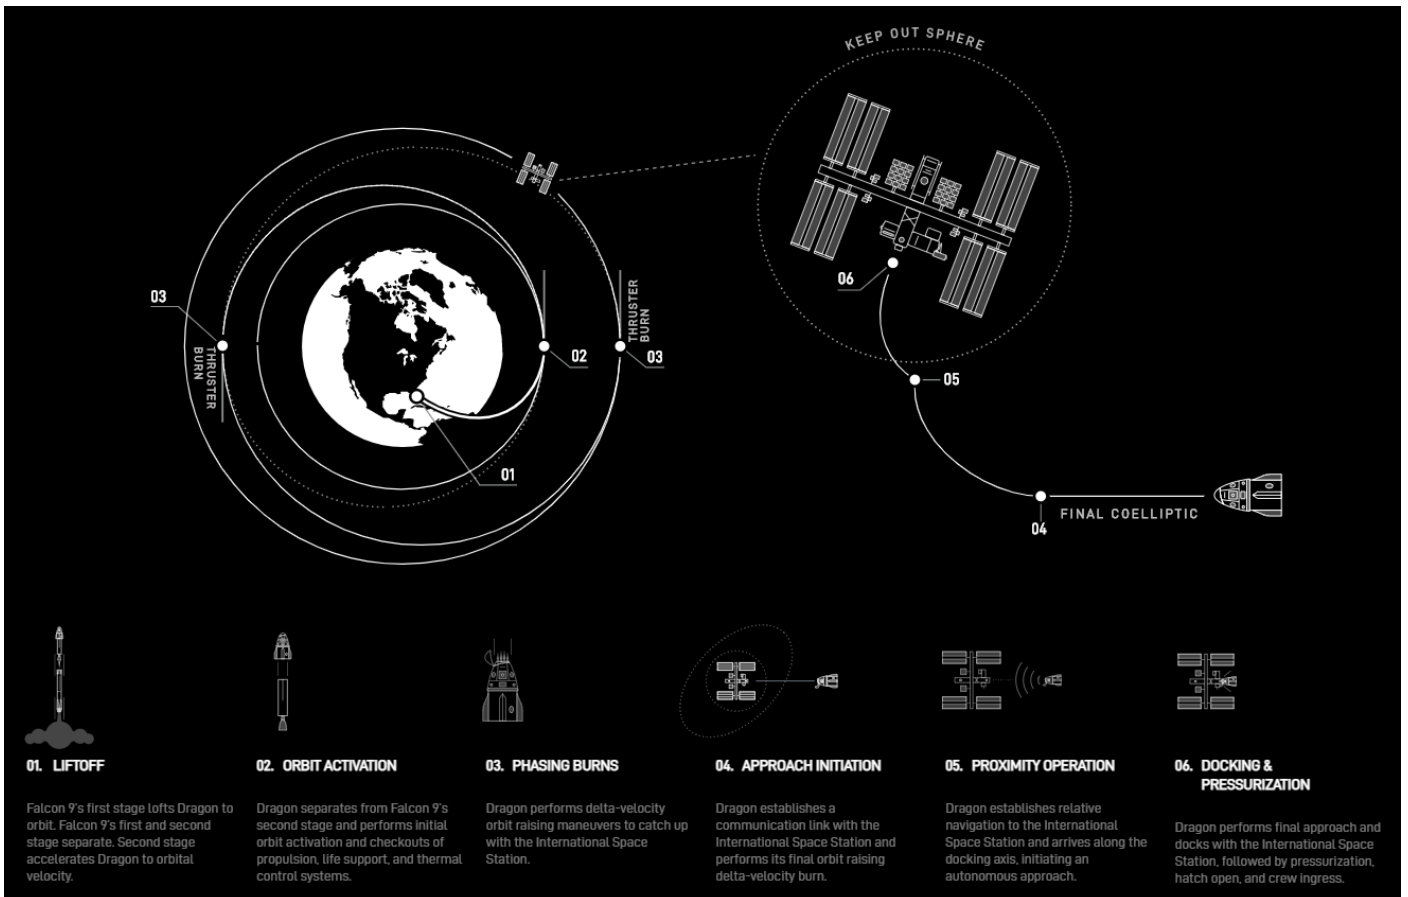 KEEP OUT SPHERE
03
THRUSTER
BURN
02
THRUSTER
BURN
03
01
06
05
04
FINAL COELLIPTIC
01. LIFTOFF
Falcon 9's first stage lofts Dragon to
orbit. Falcon 9's first and second
stage separate. Second stage
accelerates Dragon to orbital
velocity.
02. ORBIT ACTIVATION
Dragon separates from Falcon 9's
second stage and performs initial
orbit activation and checkouts of
propulsion, life support, and thermal
control systems.
03. PHASING BURNS
Dragon performs delta-velocity
orbit raising maneuvers to catch up
with the International Space
Station.
04. APPROACH INITIATION
Dragon establishes a
communication link with the
International Space Station and
performs its final orbit raising
delta-velocity burn.
05. PROXIMITY OPERATION
Dragon establishes relative
navigation to the International
Space Station and arrives along the
docking axis, initiating an
autonomous approach.
06. DOCKING &
PRESSURIZATION
Dragon performs final approach and
docks with the International Space
Station, followed by pressurization,
hatch open, and crew ingress.